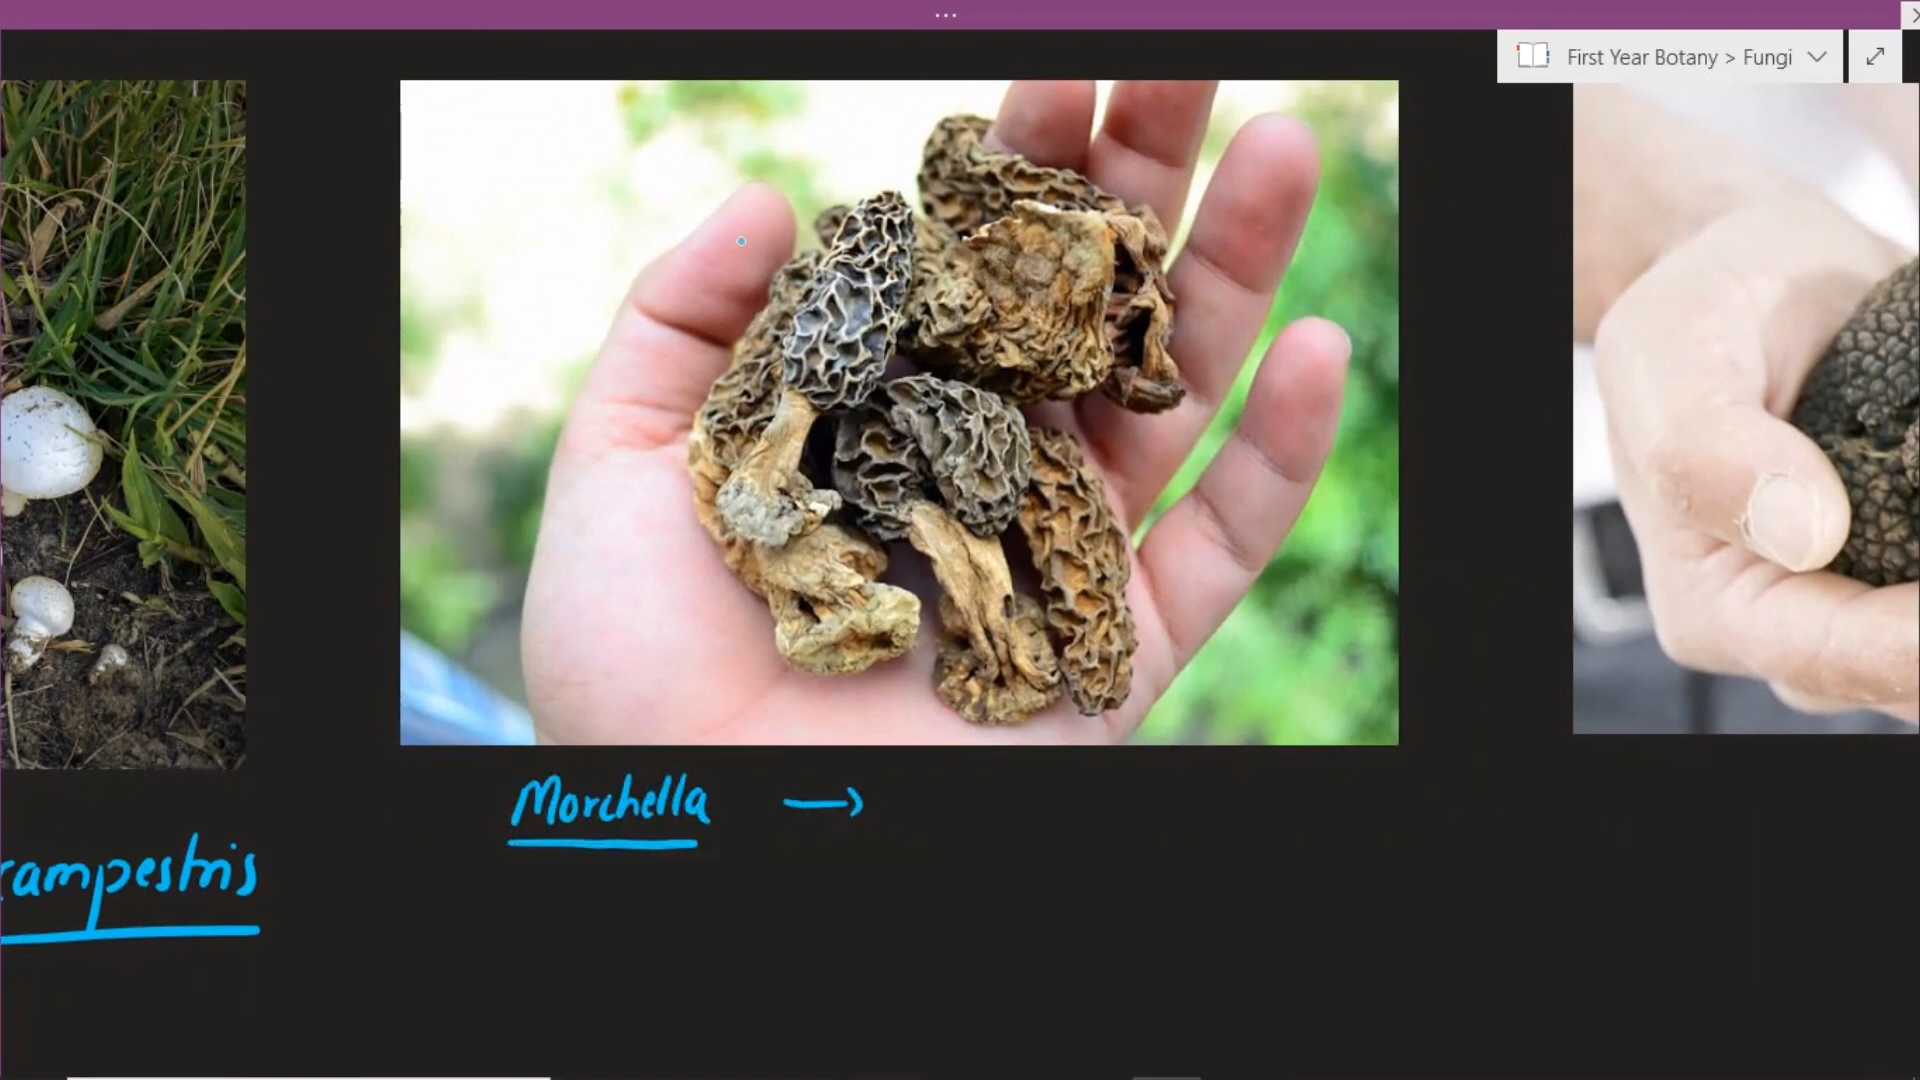 First Year Botany > Fungi
Morchella →
campestris